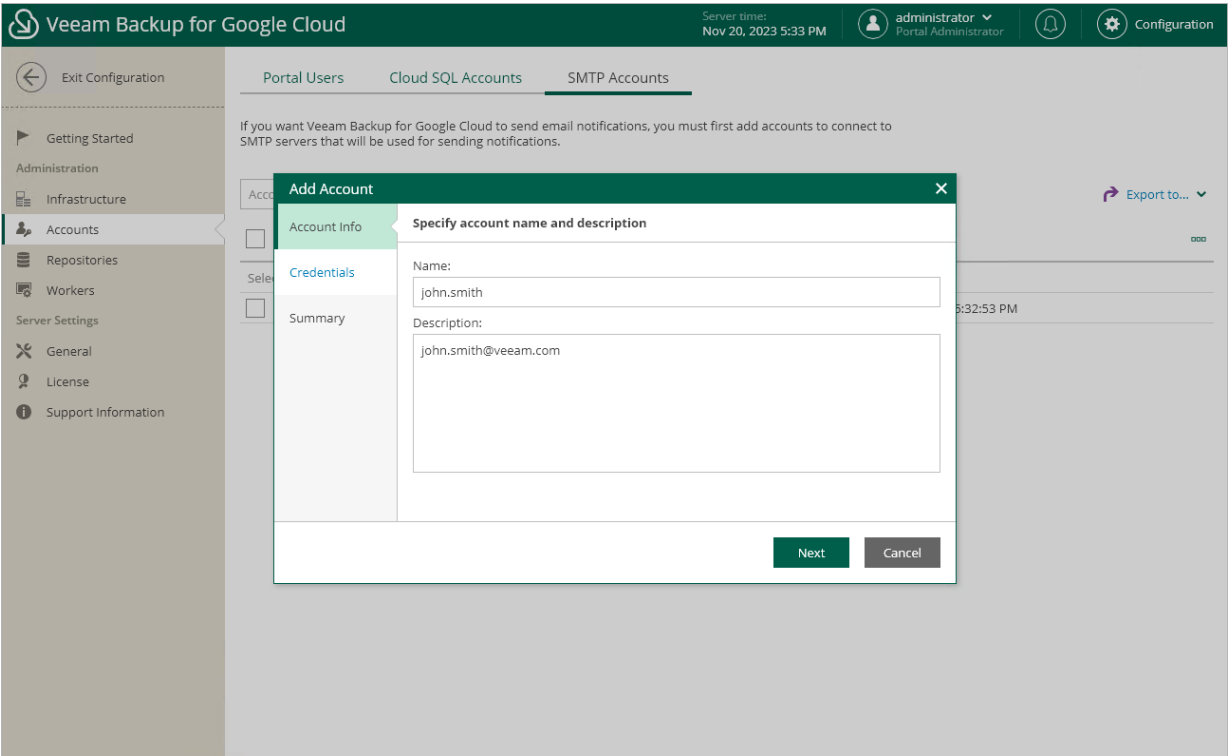 Veeam Backup for Google Cloud
Server time:
Nov 20, 2023 5:33 PM
administrator
Portal Administrator
Configuration
Exit Configuration
Getting Started
Administration
Infrastructure
Accounts
Repositories
Workers
Server Settings
General
License
Support Information
Portal Users Cloud SQL Accounts SMTP Accounts
If you want Veeam Backup for Google Cloud to send email notifications, you must first add accounts to connect to
SMTP servers that will be used for sending notifications.
Export to...
:32:53 PM
Add Account
Account Info
Credentials
Summary
Specify account name and description
Name:
john.smith
Description:
john.smith@veeam.com
Next Cancel